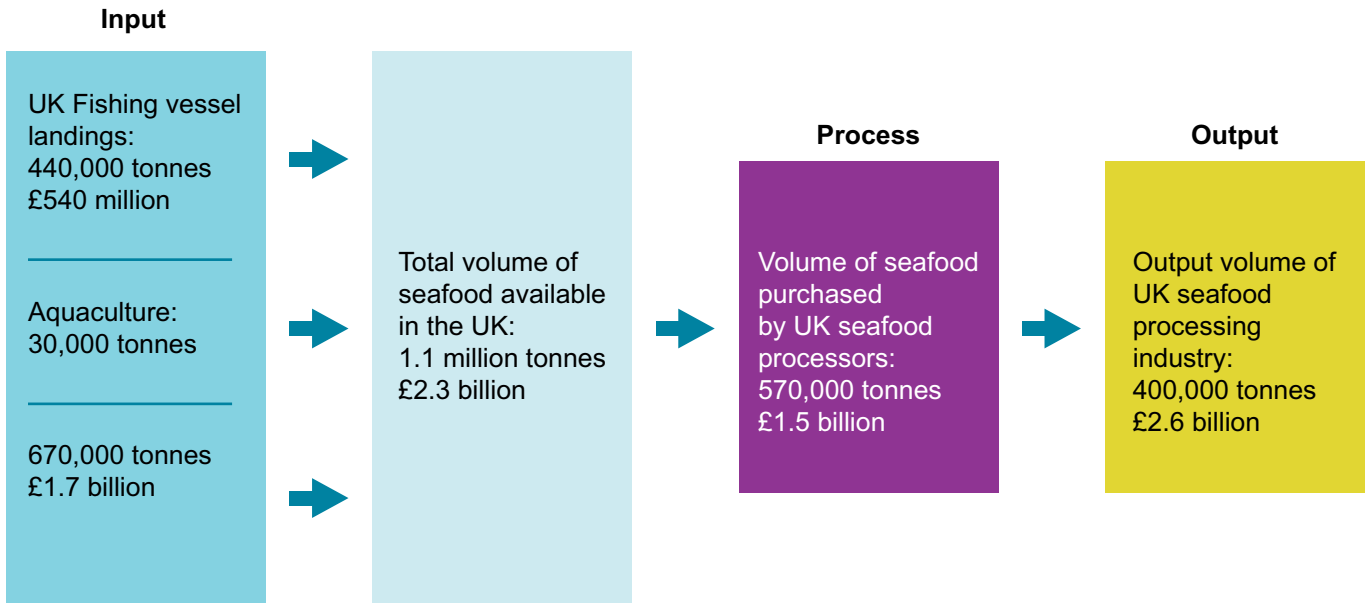 Input
UK Fishing vessel
landings:
440,000 tonnes
£540 million
Aquaculture:
30,000 tonnes
670,000 tonnes
£1.7 billion
Total volume of
seafood available
in the UK:
1.1 million tonnes
£2.3 billion
Process
Volume of seafood
purchased
by UK seafood
processors:
570,000 tonnes
£1.5 billion
Output
Output volume of
UK seafood
processing
industry:
400,000 tonnes
£2.6 billion